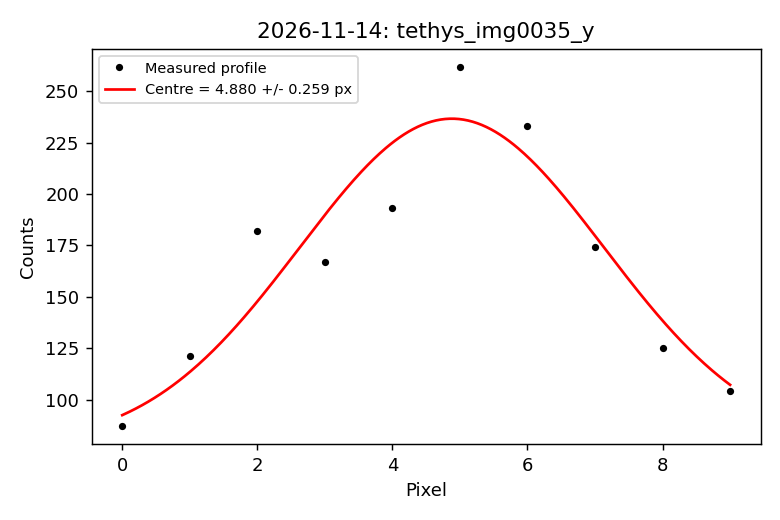 2026-11-14: tethys_img0035_y
Measured profile
Centre = 4.880 +/- 0.259 px
250
225
200
175
150
125
100
Counts
0 2 4 6 8
Pixel